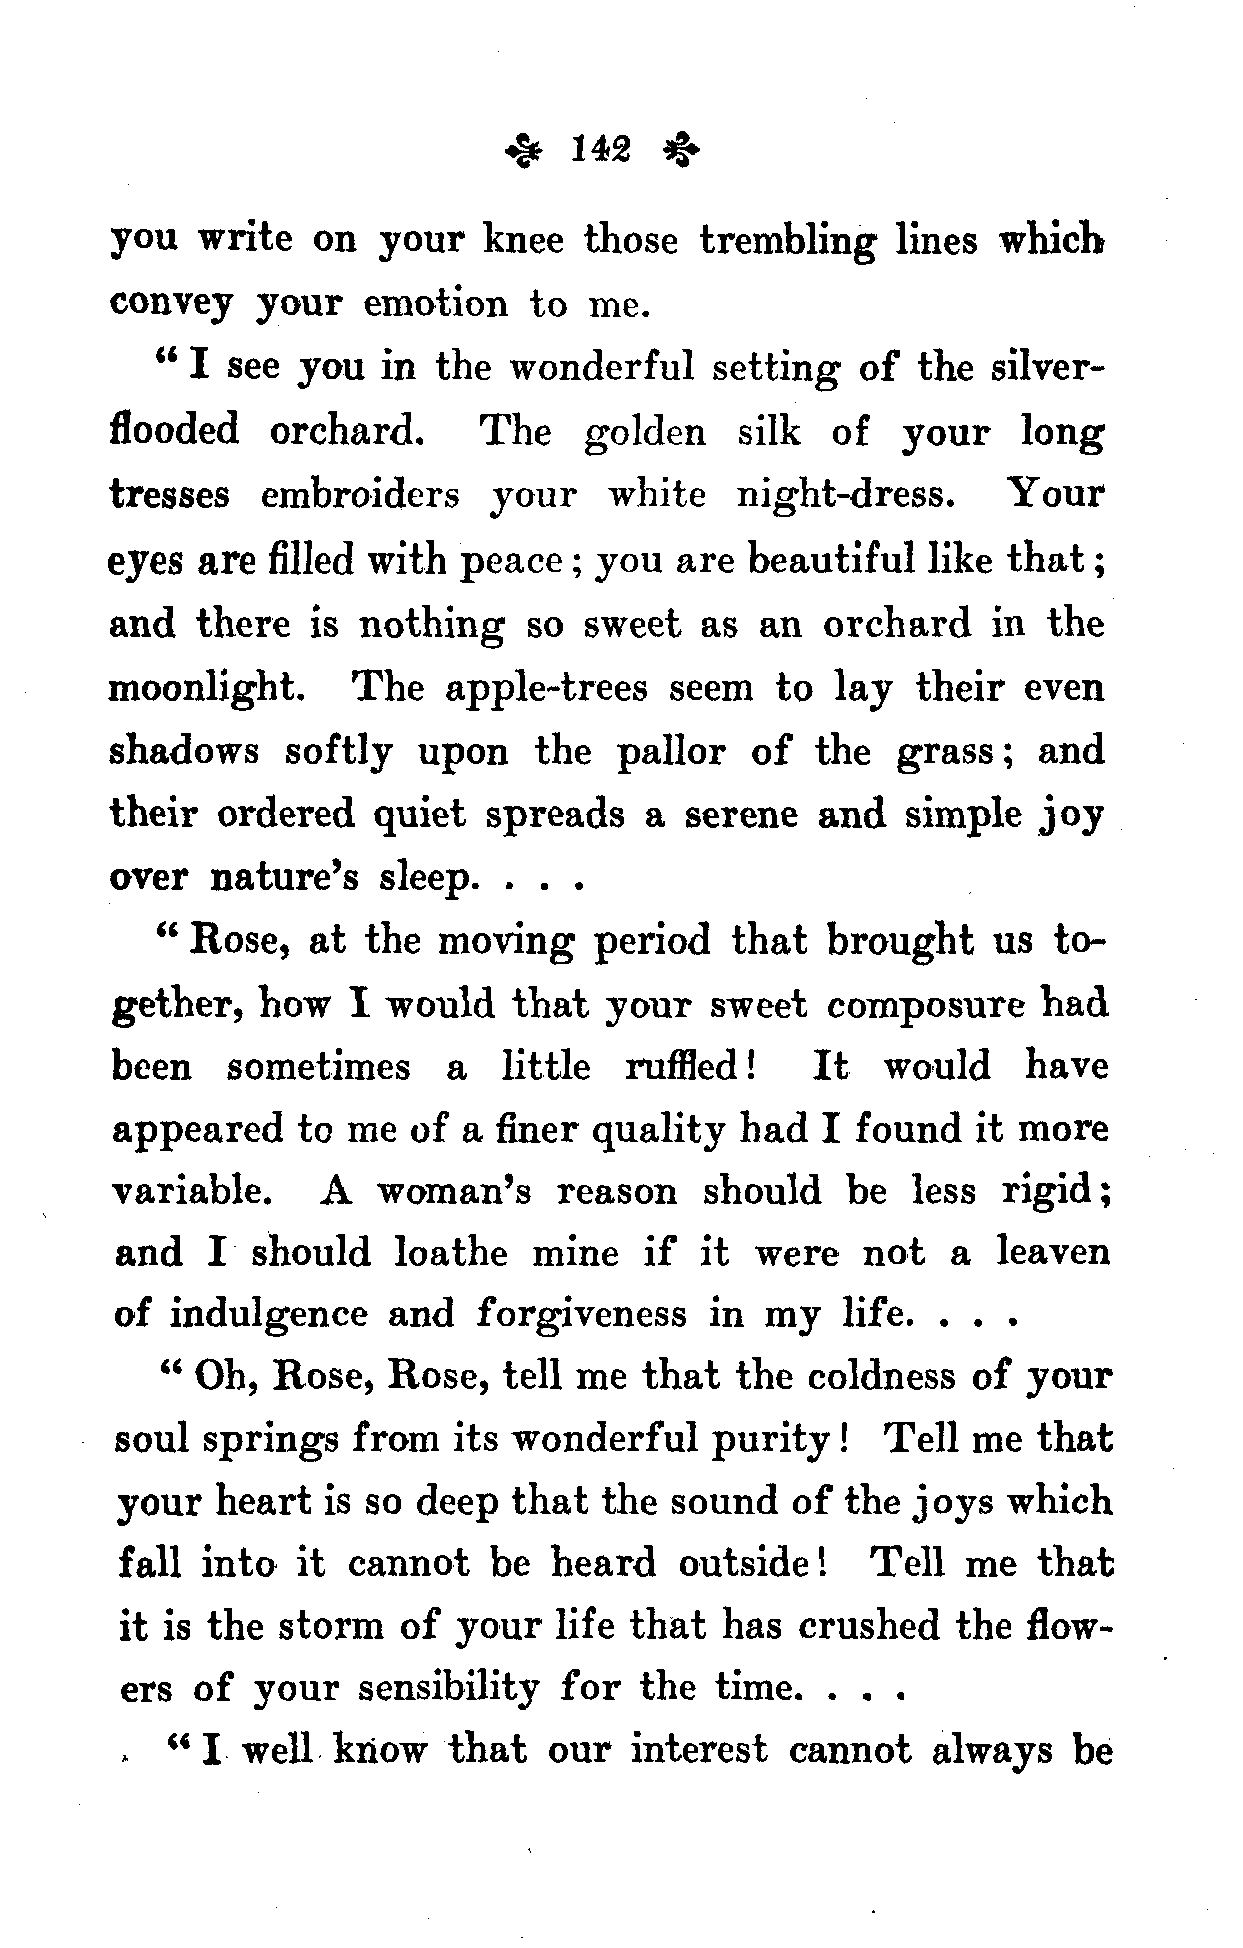 142
you write on your knee those trembling lines which
convey your emotion to me.
“ I see you in the wonderful setting of the silver-
flooded orchard. The golden silk of your long
tresses embroiders your white night-dress. Your
eyes are filled with peace ; you are beautiful like that ;
and there is nothing so sweet as an orchard in the
moonlight. The apple-trees seem to lay their even
shadows softly upon the pallor of the grass ; and
their ordered quiet spreads a serene and simple joy
over nature’s sleep. . . .
“ Rose, at the moving period that brought us to-
gether, how I would that your sweet composure had
been sometimes a little ruffled ! It would have
appeared to me of a finer quality had I found it more
variable. A woman’s reason should be less rigid ;
and I should loathe mine if it were not a leaven
of indulgence and forgiveness in my life. . . .
“ Oh, Rose, Rose, tell me that the coldness of your
soul springs from its wonderful purity ! Tell me that
your heart is so deep that the sound of the joys which
fall into it cannot be heard outside ! Tell me that
it is the storm of your life that has crushed the flow-
ers of your sensibility for the time. . . .
“ I well know that our interest cannot always be